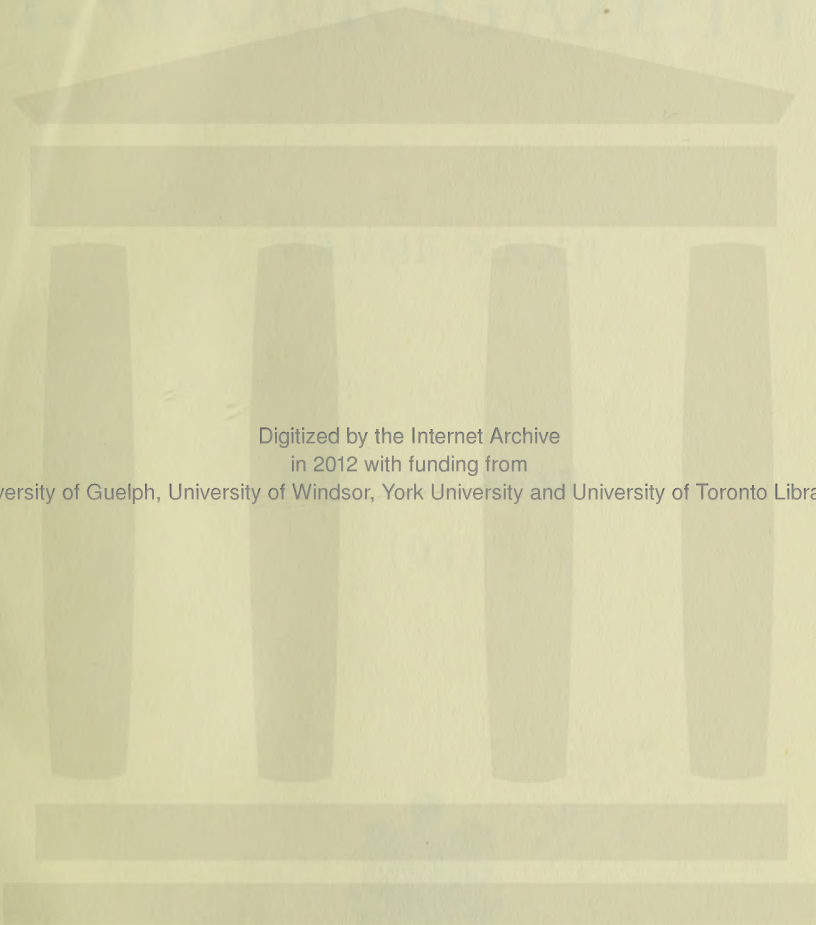 Digitized by the Internet Archive
in 2012 with funding from
versity of Guelph, University of Windsor, York University and University of Toronto Libra